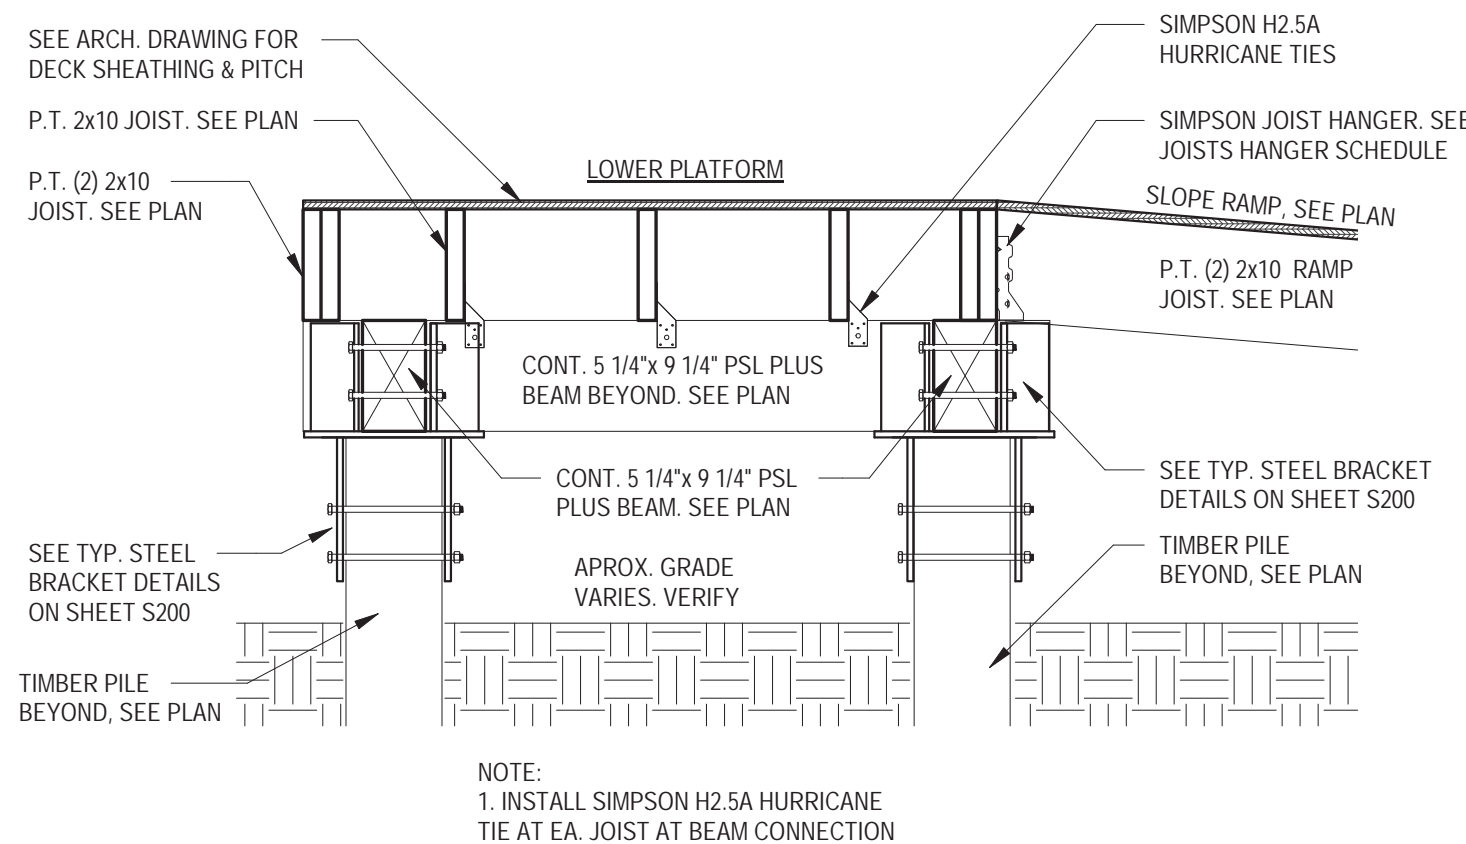 SEE ARCH. DRAWING FOR
DECK SHEATHING & PITCH
P.T. 2x10 JOIST. SEE PLAN
P.T. (2) 2x10
JOIST. SEE PLAN
LOWER PLATFORM
SIMPSON H2.5A
HURRICANE TIES
SIMPSON JOIST HANGER. SEE
JOISTS HANGER SCHEDULE
SLOPE RAMP, SEE PLAN
P.T. (2) 2x10 RAMP
JOIST. SEE PLAN
CONT. 5 1/4"x 9 1/4" PSL PLUS
BEAM BEYOND. SEE PLAN
CONT. 5 1/4"x 9 1/4" PSL
PLUS BEAM. SEE PLAN
SEE TYP. STEEL BRACKET
DETAILS ON SHEET S200
SEE TYP. STEEL
BRACKET DETAILS
ON SHEET S200
APROX. GRADE
VARIES. VERIFY
TIMBER PILE
BEYOND, SEE PLAN
TIMBER PILE
BEYOND, SEE PLAN
NOTE:
1. INSTALL SIMPSON H2.5A HURRICANE
TIE AT EA. JOIST AT BEAM CONNECTION